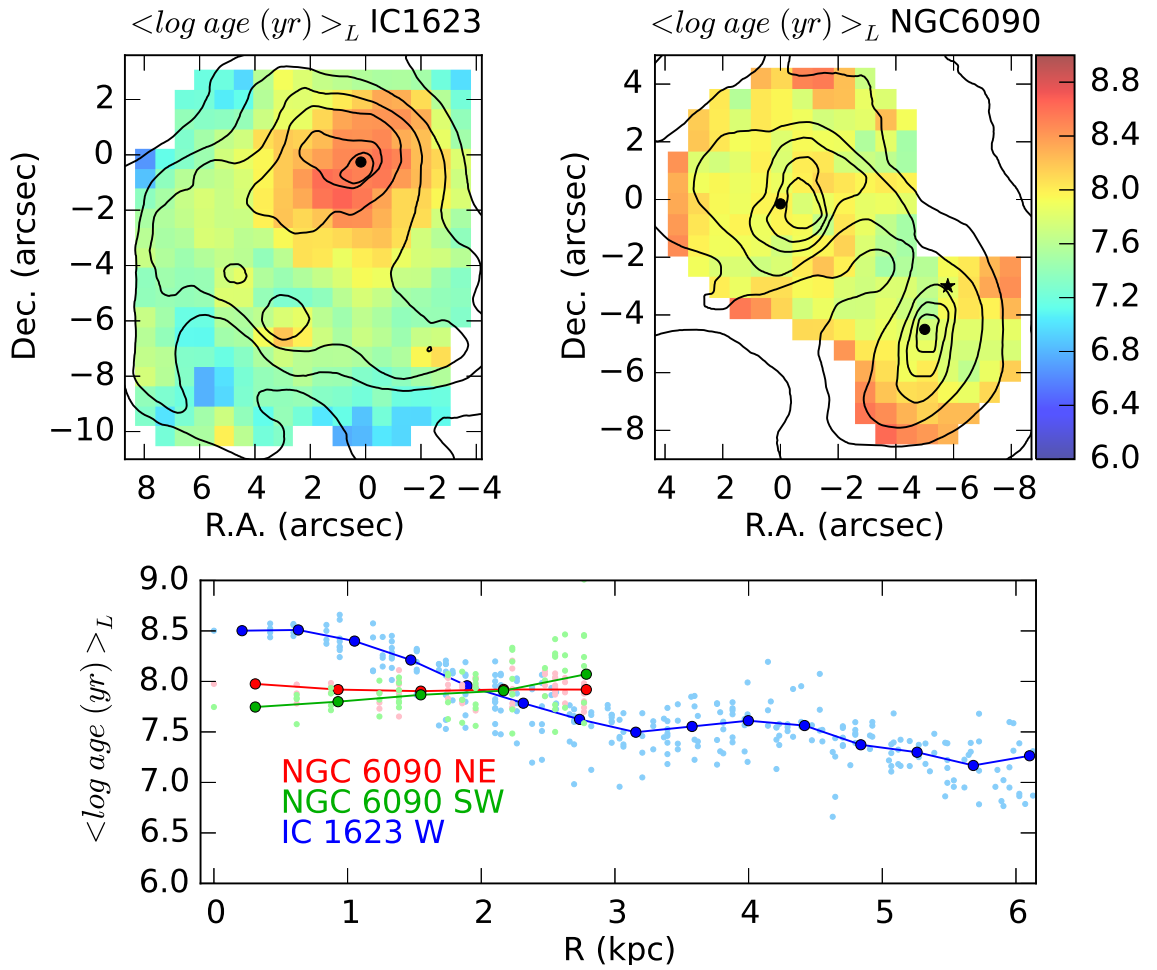 <log age (yr) >L IC1623
<log age (yr) >L NGC6090
2
0
−2
−4
−6
−8
−10
Dec. (arcsec)
8 6 4 2 0 −2 −4
R.A. (arcsec)
4
2
0
−2
−4
−6
−8
Dec. (arcsec)
4 2 0 −2 −4 −6 −8
R.A. (arcsec)
8.8
8.4
8.0
7.6
7.2
6.8
6.4
6.0
9.0
8.5
8.0
7.5
7.0
6.5
6.0
<log age (yr) >L
NGC 6090 NE
NGC 6090 SW
IC 1623 W
0 1 2 3 4 5 6
R (kpc)